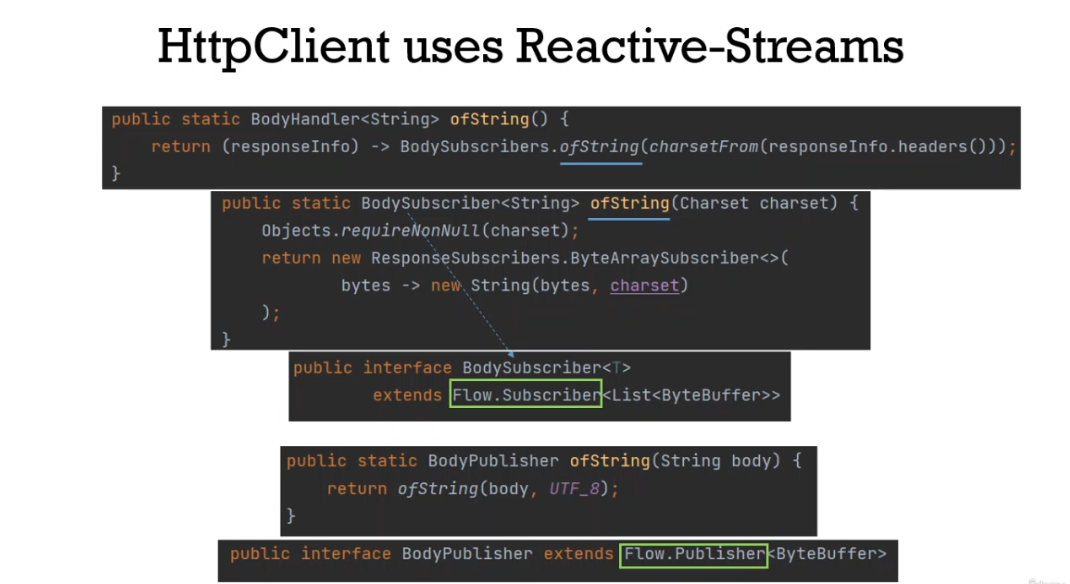 HttpClient uses Reactive-Streams
public static BodyHandler<String> ofString() {
return (responseInfo) -> BodySubscribers.ofString(charsetFrom(responseInfo.headers()));
}
public static BodySubscriber<String> ofString(Charset charset) {
Objects.requireNonNull(charset);
return new ResponseSubscribers.ByteArraySubscriber<>(
bytes -> new String(bytes, charset)
);
}
public interface BodySubscriber<T>
extends Flow.Subscriber<List<ByteBuffer>>
public static BodyPublisher ofString(String body) {
return ofString(body, UTF_8);
}
public interface BodyPublisher extends Flow.Publisher<ByteBuffer>